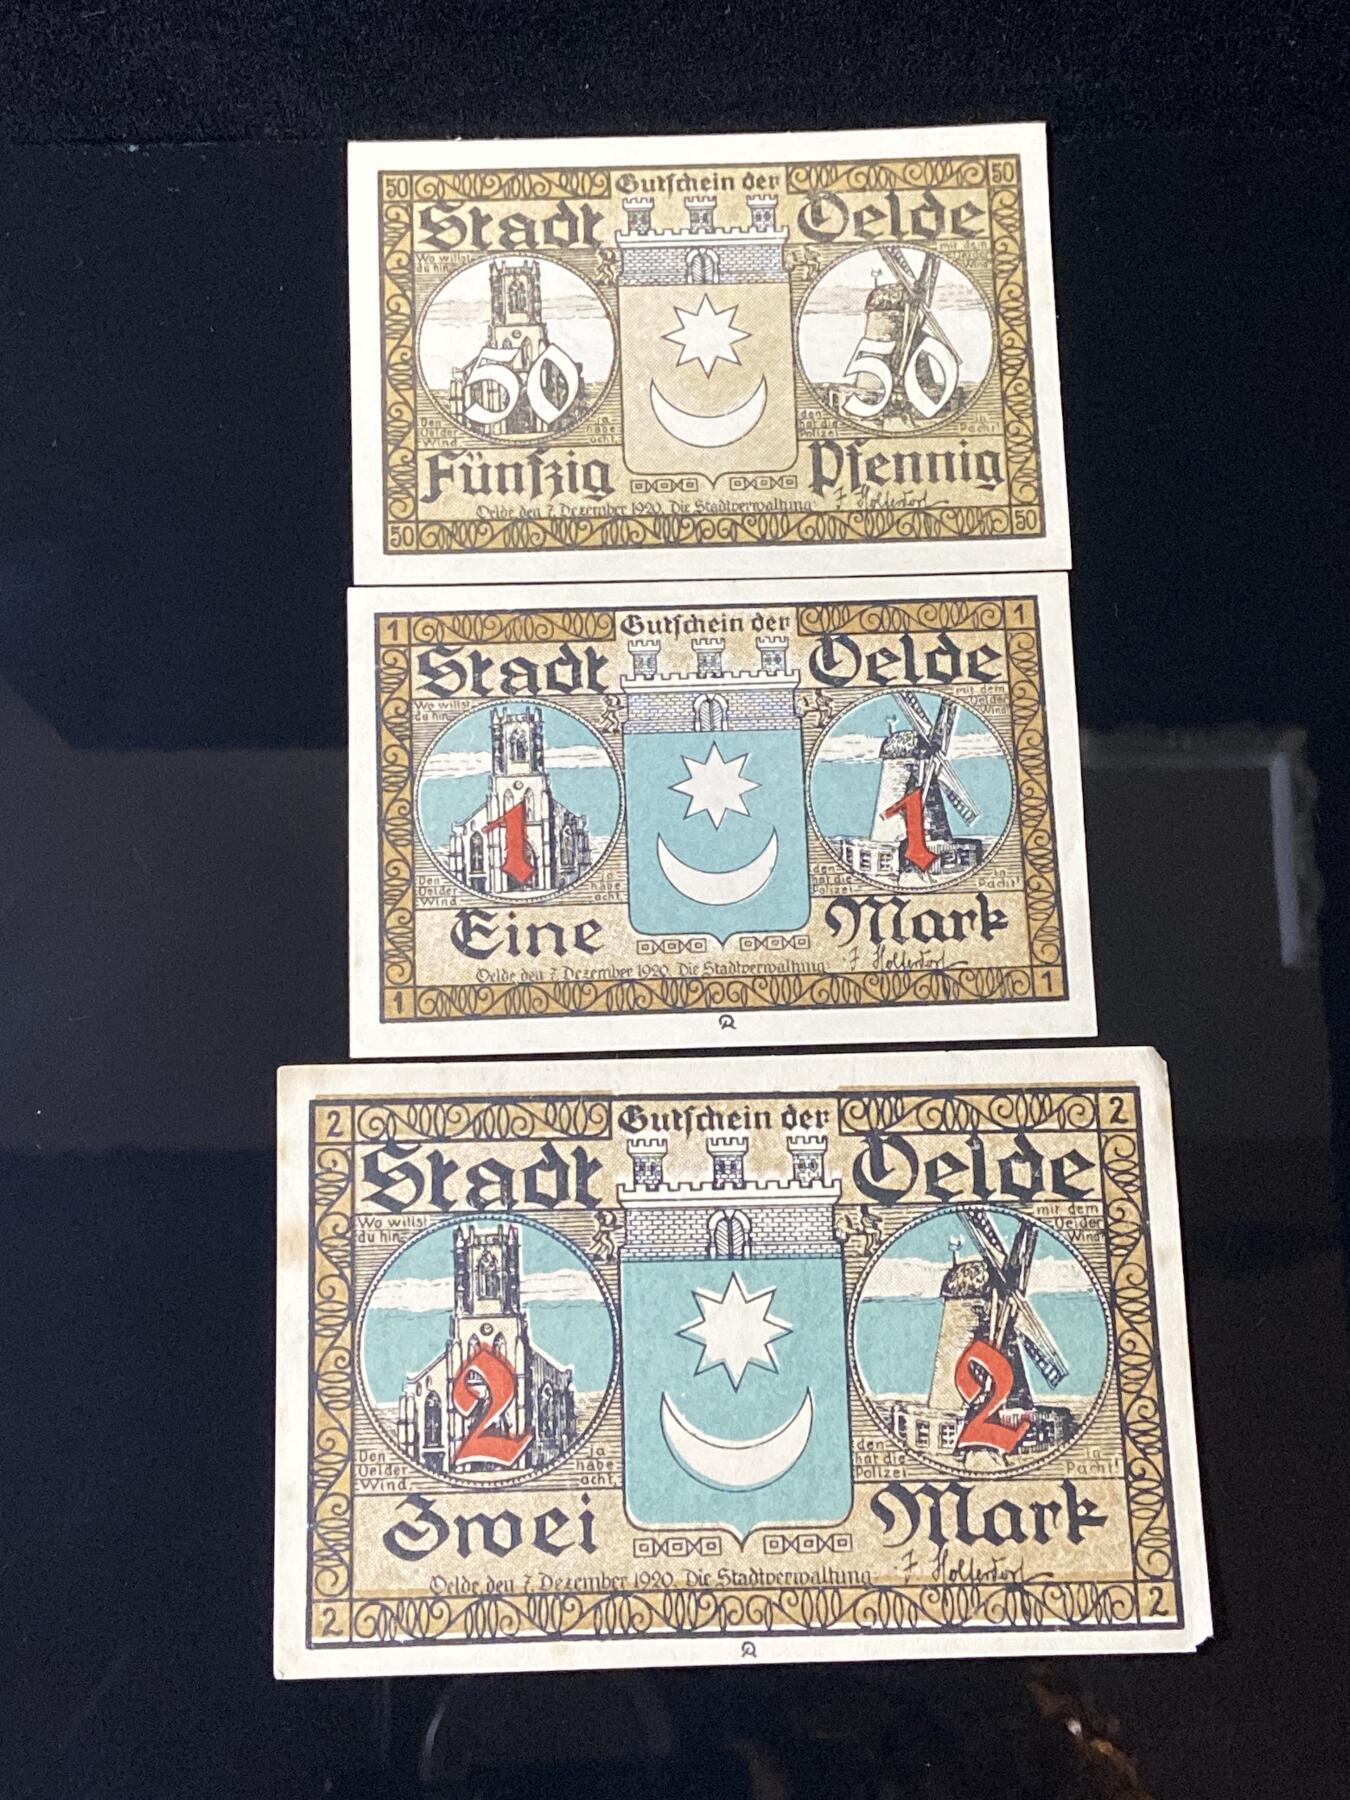 50 Gutschein der 50
Stadt Oelde
Wo willst
du hin
mit dem
Oelder
Wind
50 50
Den
Oelder
Wind
ja
habe
acht.
den
hat die
Polizei
in
Pacht!
Fünfzig Pfennig
Oelde den 7. Dezember 1920. Die Stadtverwaltung: F Holterdorf
50 50
1 Gutschein der 1
Stadt Oelde
Wo willst
du hin
mit dem
Oelder
Wind
1 1
Den
Oelder
Wind
ja
habe
acht.
den
hat die
Polizei
in
Pacht!
Eine Mark
Oelde den 7. Dezember 1920. Die Stadtverwaltung: F Holterdorf
1 1
2 Gutschein der 2
Stadt Oelde
Wo willst
du hin
mit dem
Oelder
Wind
2 2
Den
Oelder
Wind,
ja
habe
acht,
den
hat die
Polizei
in
Pacht!
Zwei Mark
Oelde, den 7. Dezember 1920. Die Stadtverwaltung: F Holterdorf
2 2